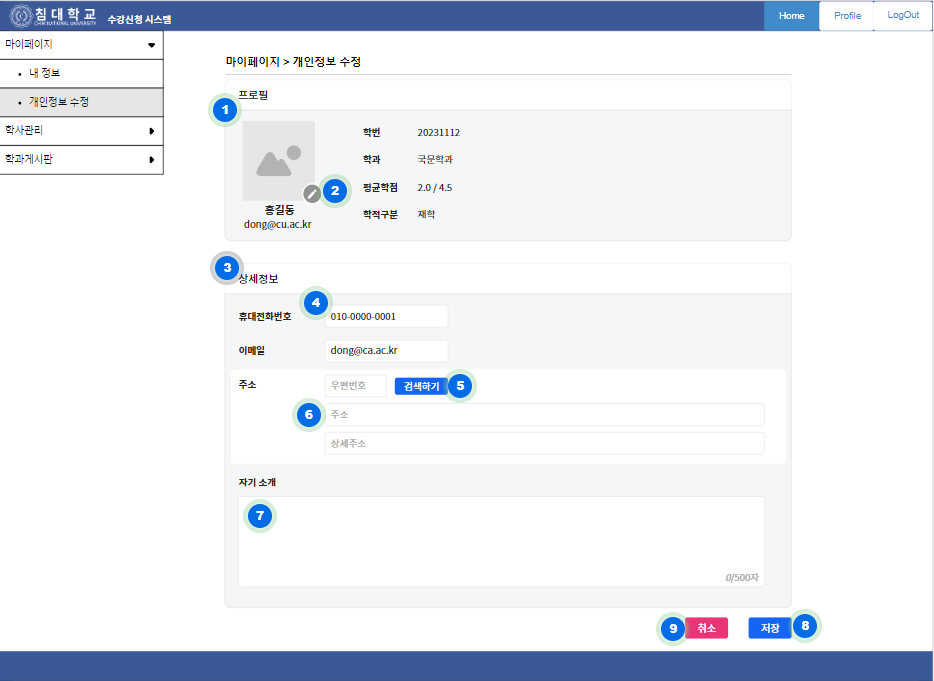 침대학교 수강신청 시스템
CHIM NATIONAL UNIVERSITY
Home
Profile
LogOut
마이페이지
내 정보
개인정보 수정
학사관리
학과게시판
마이페이지 > 개인정보 수정
프로필
1
2
홍길동
dong@cu.ac.kr
학번 20231112
학과 국문학과
평균학점 2.0 / 4.5
학적구분 재학
3
상세정보
4
휴대전화번호 010-0000-0001
이메일 dong@ca.ac.kr
주소 우편번호 검색하기 5
6 주소
상세주소
자기 소개
7
0/500자
9 취소 저장 8